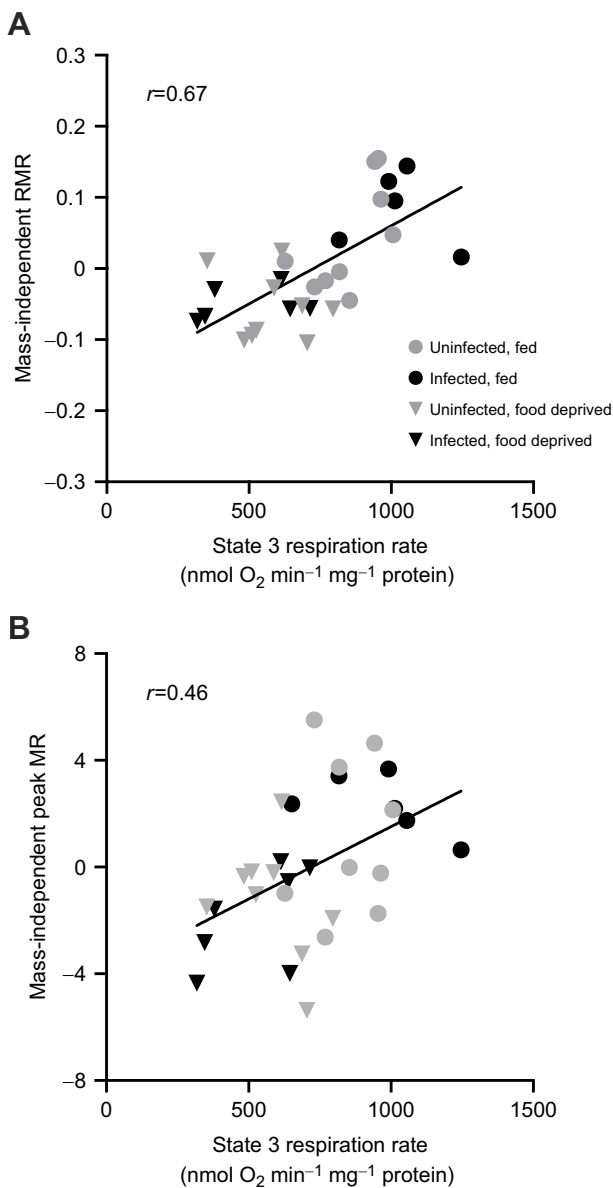 A
0.3
r=0.67
0.2
0.1
0
–0.1
–0.2
–0.3
Mass-independent RMR
Uninfected, fed
Infected, fed
Uninfected, food deprived
Infected, food deprived
0 500 1000 1500
State 3 respiration rate
(nmol O₂ min⁻¹ mg⁻¹ protein)
B
8
r=0.46
4
0
–4
–8
Mass-independent peak MR
0 500 1000 1500
State 3 respiration rate
(nmol O₂ min⁻¹ mg⁻¹ protein)